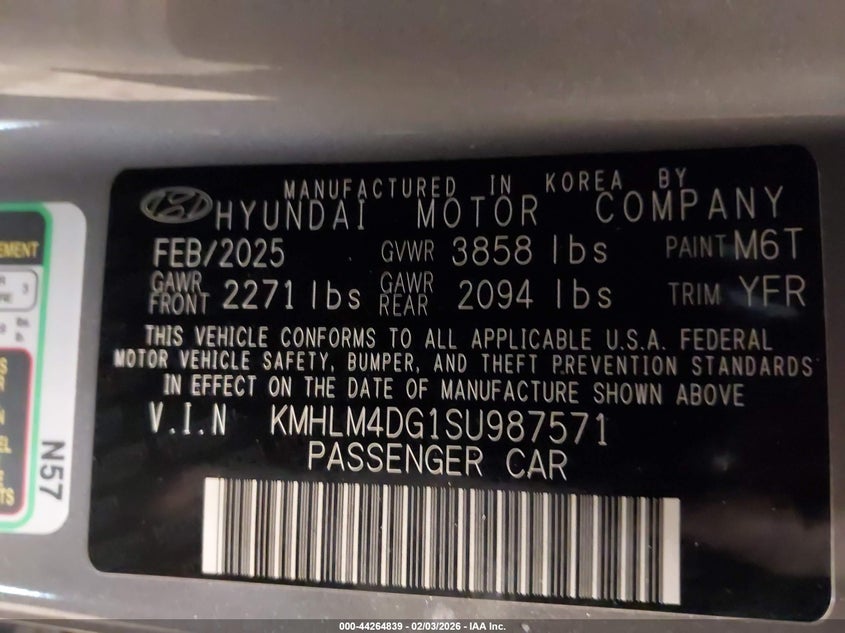 MANUFACTURED IN KOREA BY
HYUNDAI MOTOR COMPANY
FEB/2025 GVWR 3858 lbs PAINT M6T
GAWR FRONT 2271 lbs GAWR REAR 2094 lbs TRIM YFR
THIS VEHICLE CONFORMS TO ALL APPLICABLE U.S.A. FEDERAL
MOTOR VEHICLE SAFETY, BUMPER, AND THEFT PREVENTION STANDARDS
IN EFFECT ON THE DATE OF MANUFACTURE SHOWN ABOVE
V.I.N KMHLM4DG1SU987571
PASSENGER CAR
N57
000-44264839 - 02/03/2026 - IAA Inc.